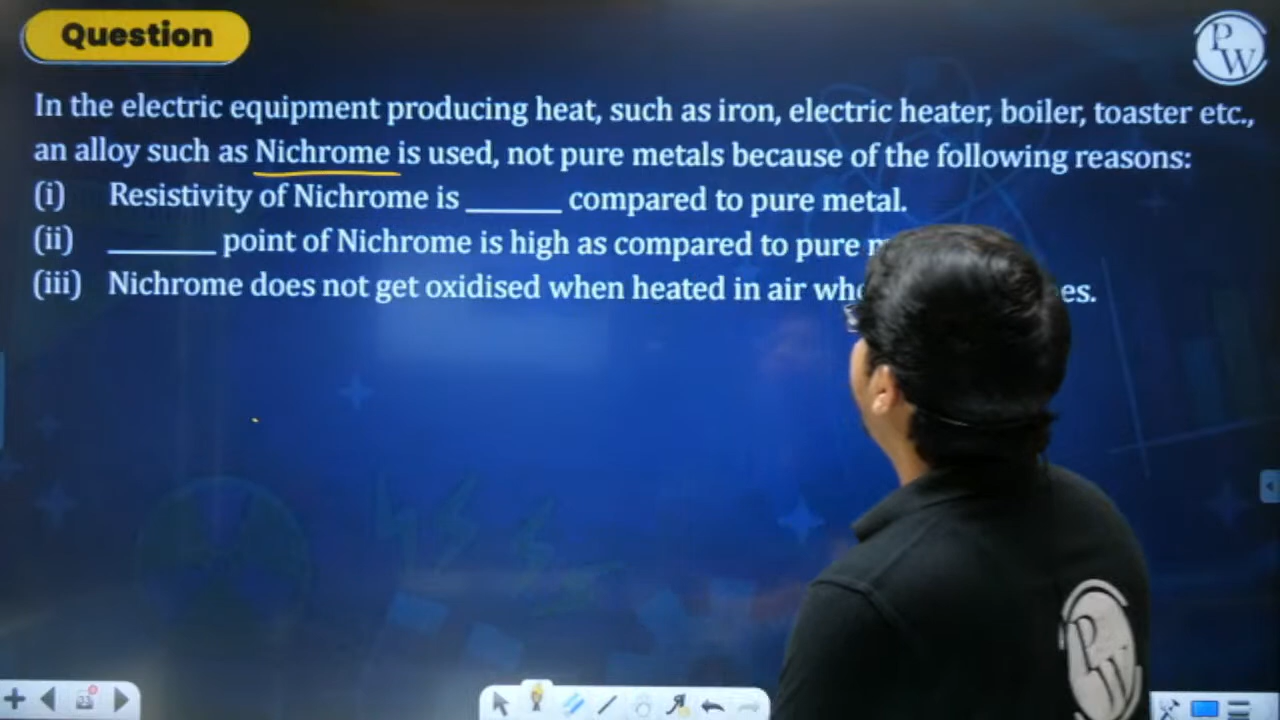 Question
PW
In the electric equipment producing heat, such as iron, electric heater, boiler, toaster etc.,
an alloy such as Nichrome is used, not pure metals because of the following reasons:
(i) Resistivity of Nichrome is ______ compared to pure metal.
(ii) _______ point of Nichrome is high as compared to pure
(iii) Nichrome does not get oxidised when heated in air
PW